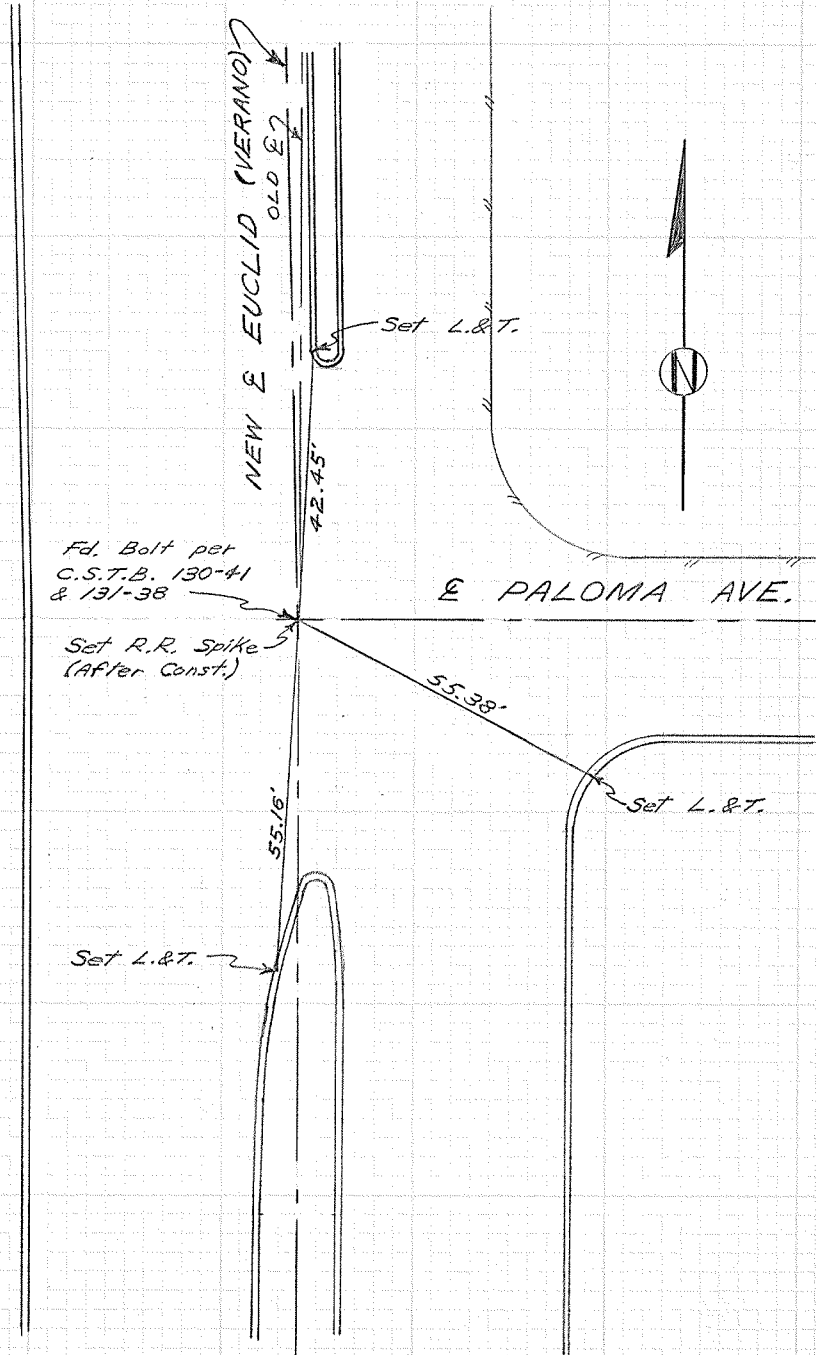 NEW ℄ EUCLID (VERANO)
OLD ℄
Set L.&T.
N
42.45'
Fd. Bolt per
C.S.T.B. 130-41
& 131-38
℄ PALOMA AVE.
Set R.R. Spike
(After Const.)
55.38'
Set L.&T.
55.16'
Set L.&T.